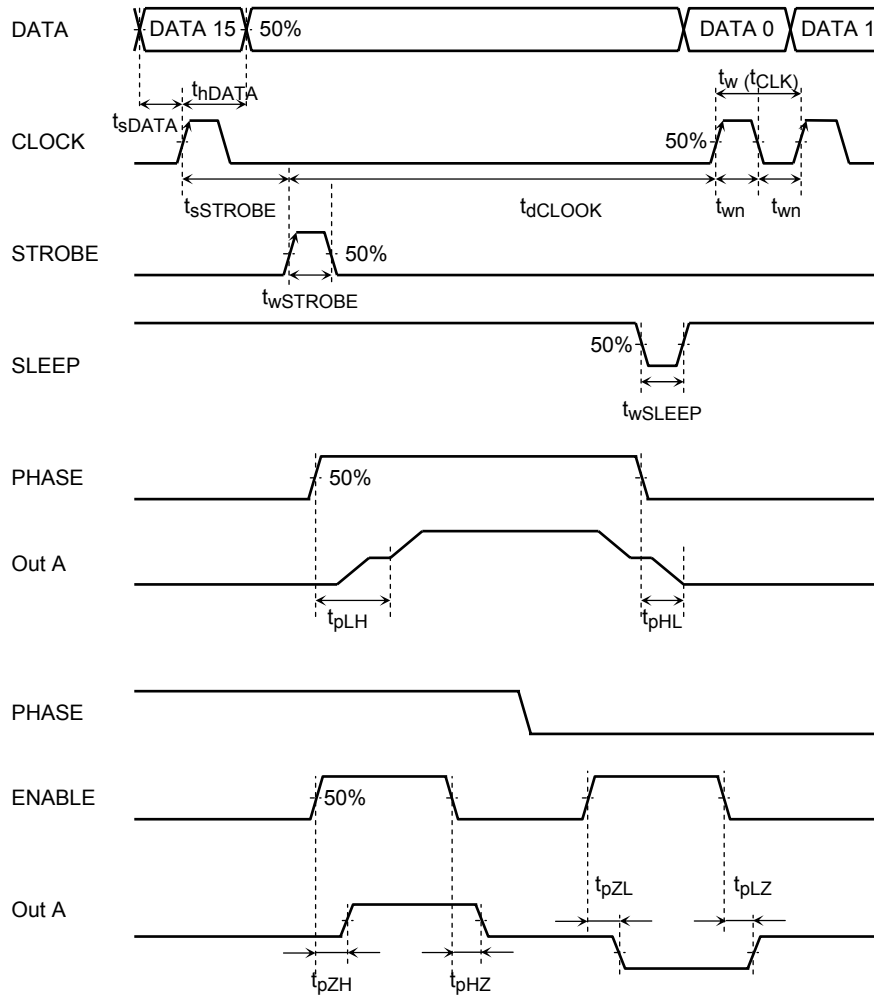 DATA DATA 15 50% DATA 0 DATA 1
thDATA tw (tCLK)
tsDATA
CLOCK 50%
tsSTROBE tdCLOOK twn twn
STROBE 50%
twSTROBE
50%
SLEEP
twSLEEP
PHASE 50%
Out A
tpLH tpHL
PHASE
ENABLE 50%
tpZL tpLZ
Out A
tpZH tpHZ